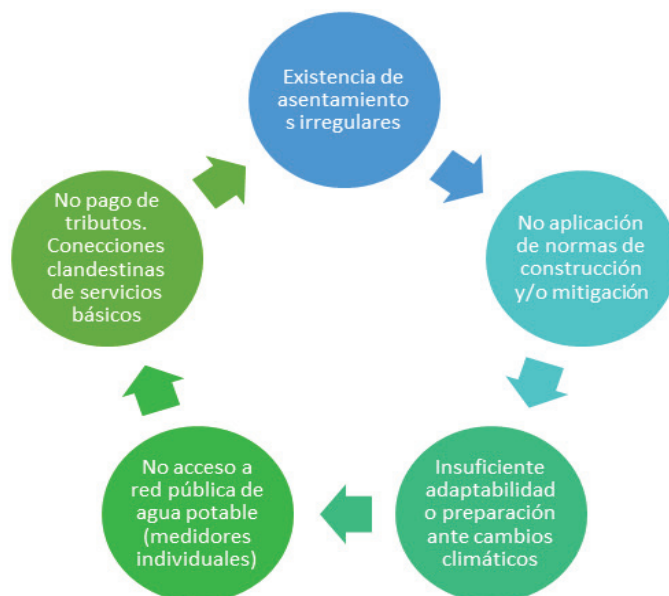 Existencia de
asentamiento
s irregulares
No aplicación
de normas de
construcción
y/o mitigación
Insuficiente
adaptabilidad
o preparación
ante cambios
climáticos
No acceso a
red pública de
agua potable
(medidores
individuales)
No pago de
tributos.
Conecciones
clandestinas
de servicios
básicos